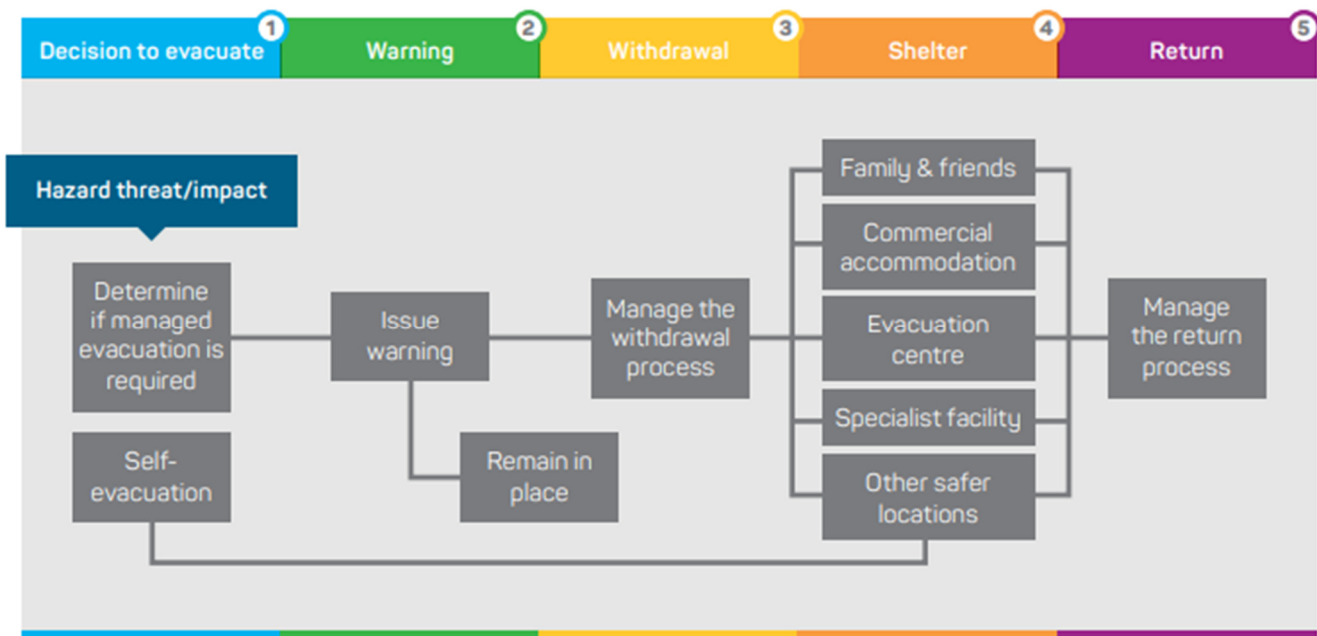 Decision to evacuate
1
Warning
2
Withdrawal
3
Shelter
4
Return
5
Hazard threat/impact
Determine
if managed
evacuation is
required
Self-
evacuation
Issue
warning
Remain in
place
Manage the
withdrawal
process
Family & friends
Commercial
accommodation
Evacuation
centre
Specialist facility
Other safer
locations
Manage
the return
process